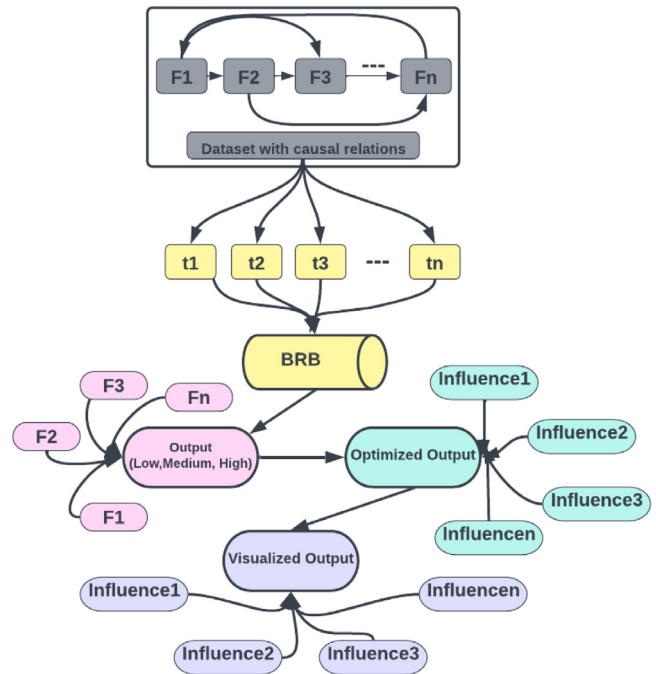 F1
F2
F3
---
Fn
Dataset with causal relations
t1
t2
t3
---
tn
BRB
F3
Fn
F2
F1
Output
(Low,Medium, High)
Optimized Output
Influence1
Influence2
Influence3
Influencen
Visualized Output
Influence1
Influencen
Influence2
Influence3